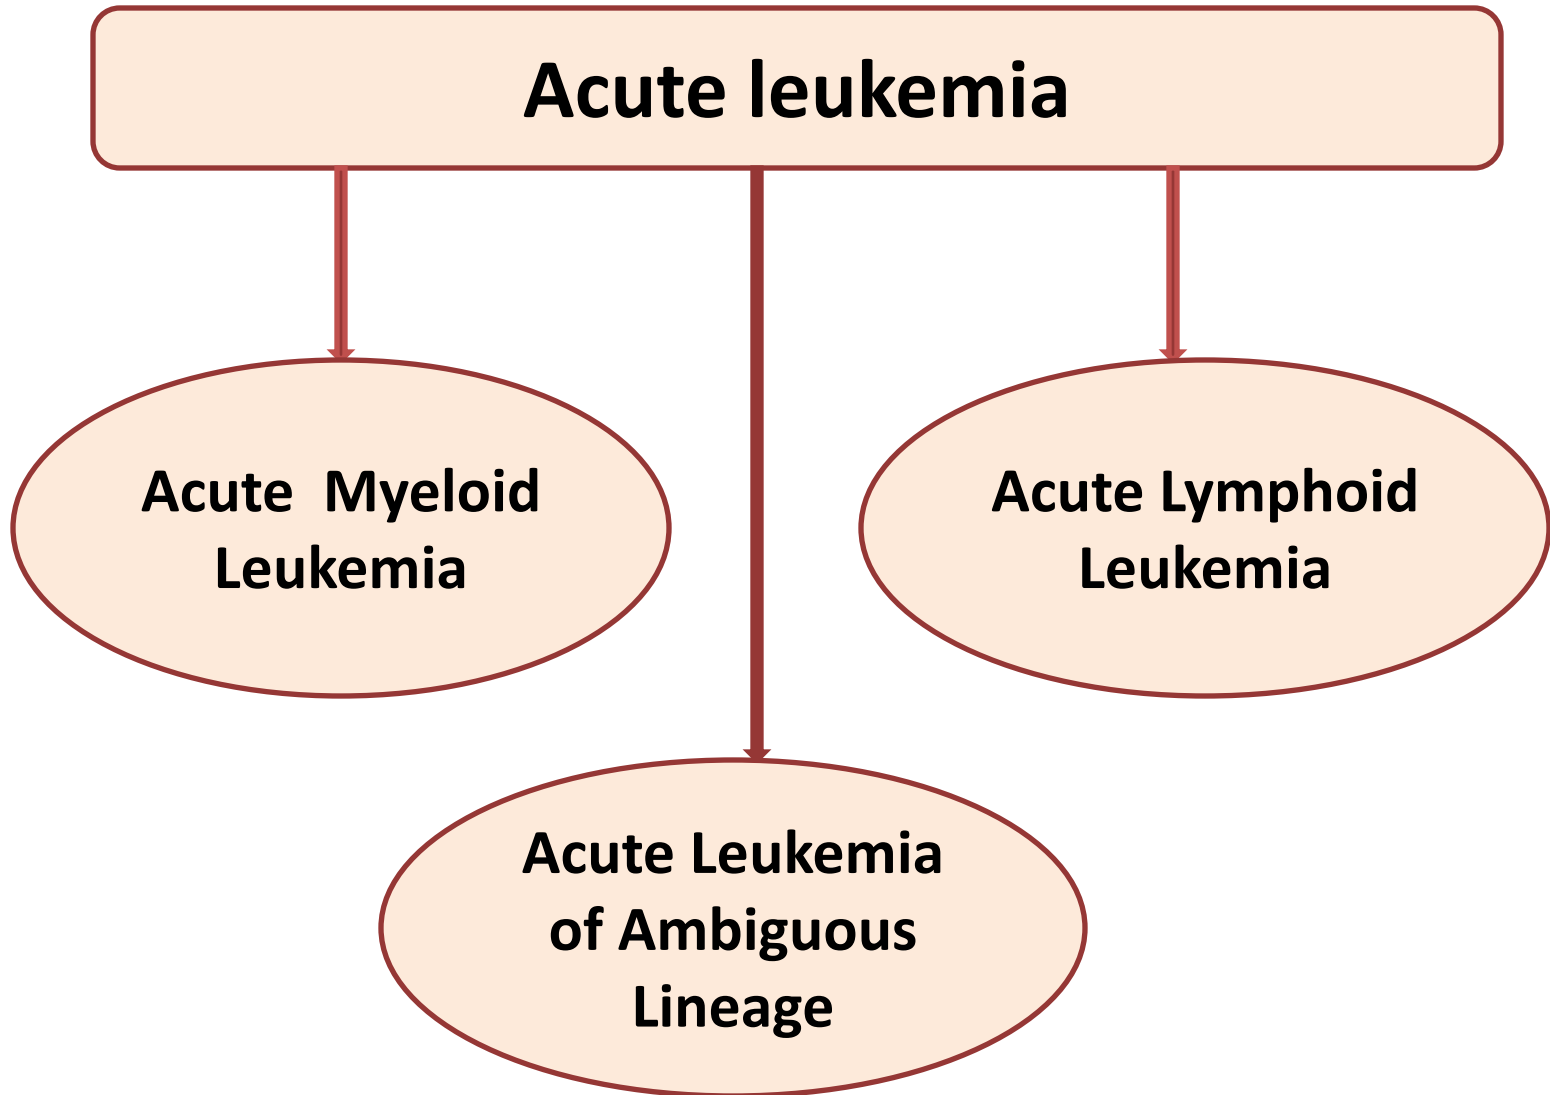 Acute leukemia
Acute  Myeloid
Leukemia
Acute Lymphoid
Leukemia
Acute Leukemia
of Ambiguous
Lineage